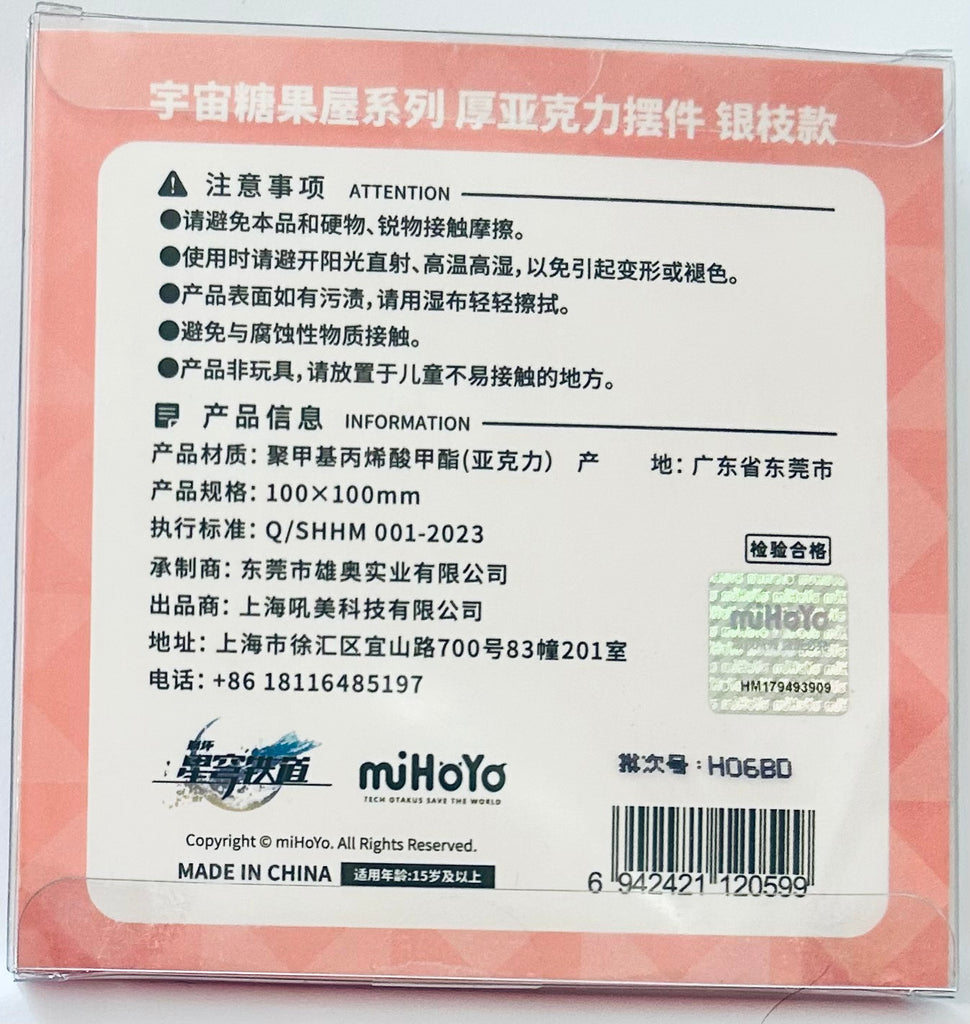 宇宙糖果屋系列 厚亚克力摆件 银枝款
注意事项 ATTENTION
●请避免本品和硬物、锐物接触摩擦。
●使用时请避开阳光直射、高温高湿,以免引起变形或褪色。
●产品表面如有污渍,请用湿布轻轻擦拭。
●避免与腐蚀性物质接触。
●产品非玩具,请放置于儿童不易接触的地方。
产品信息 INFORMATION
产品材质: 聚甲基丙烯酸甲酯(亚克力) 产 地: 广东省东莞市
产品规格: 100×100mm
执行标准: Q/SHHM 001-2023
检验合格
承制商: 东莞市雄奥实业有限公司
出品商: 上海吼美科技有限公司
地址: 上海市徐汇区宜山路700号83幢201室
电话: +86 18116485197
miHoYo
HM179493909
崩坏
星穹铁道
miHoYo
TECH OTAKUS SAVE THE WORLD
批次号:H06BD
Copyright © miHoYo. All Rights Reserved.
MADE IN CHINA 适用年龄:15岁及以上
6 942421 120599